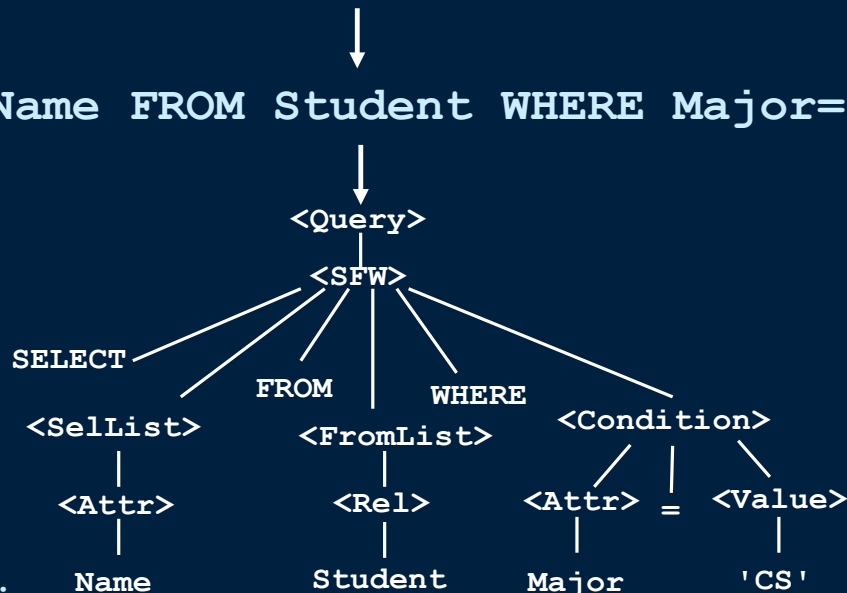 Name FROM Student WHERE Major=
<Query>
<SFW>
SELECT
FROM WHERE
<SelList> <FromList> <Condition>
<Attr> <Rel> <Attr> = <Value>
. Name Student Major 'CS'